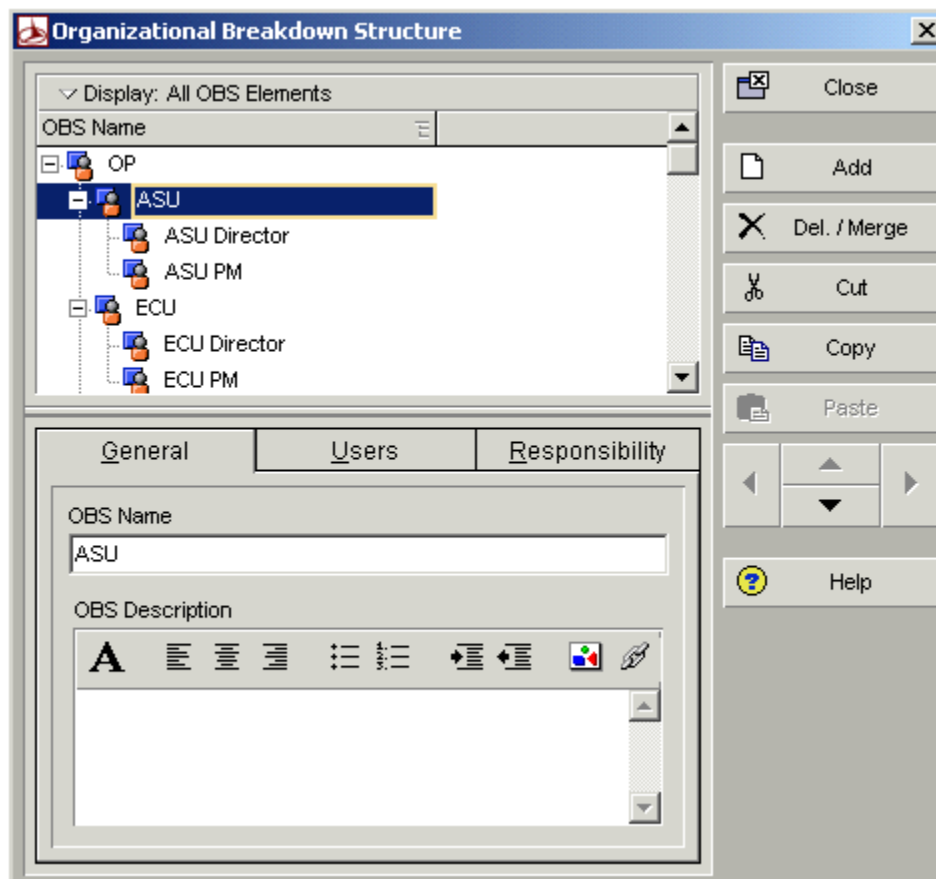 Organizational Breakdown Structure
Display: All OBS Elements
OBS Name
OP
ASU
ASU Director
ASU PM
ECU
ECU Director
ECU PM
Close
Add
Del. / Merge
Cut
Copy
Paste
Help
General Users Responsibility
OBS Name
ASU
OBS Description
A